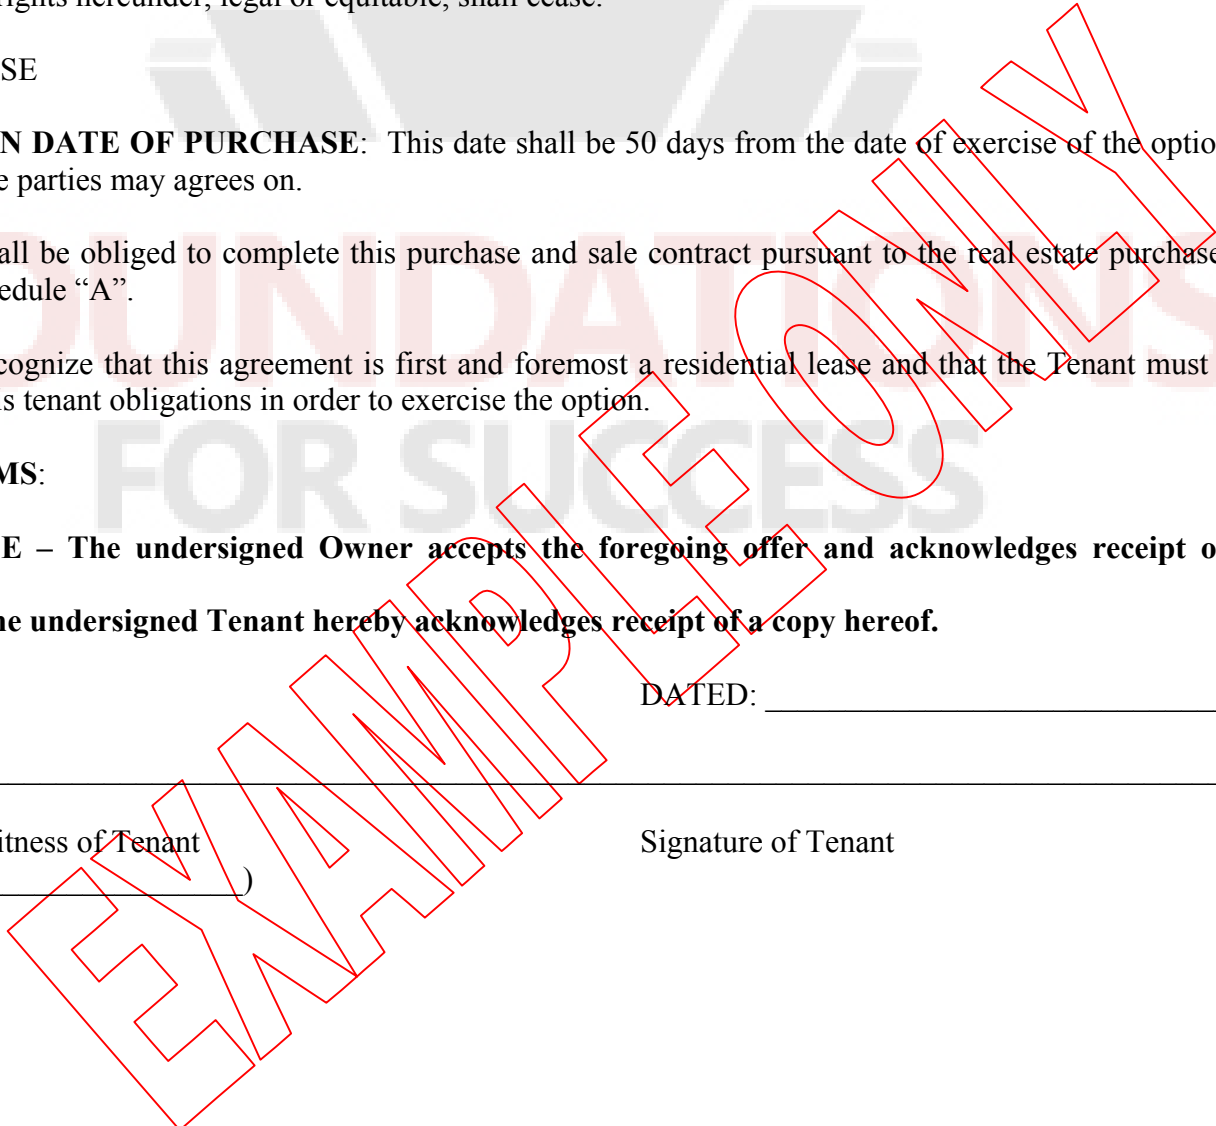 rights hereunder, legal or equitable, shall cease.
SE
N DATE OF PURCHASE: This date shall be 50 days from the date of exercise of the optio
e parties may agrees on.
all be obliged to complete this purchase and sale contract pursuant to the real estate purchase
edule “A”.
OUNDATIONS
cognize that this agreement is first and foremost a residential lease and that the Tenant must
is tenant obligations in order to exercise the option.
FOR SUCCESS
MS:
E – The undersigned Owner accepts the foregoing offer and acknowledges receipt o
he undersigned Tenant hereby acknowledges receipt of a copy hereof.
DATED: ____________________
itness of Tenant
Signature of Tenant
________________)
EXAMPLE ONLY